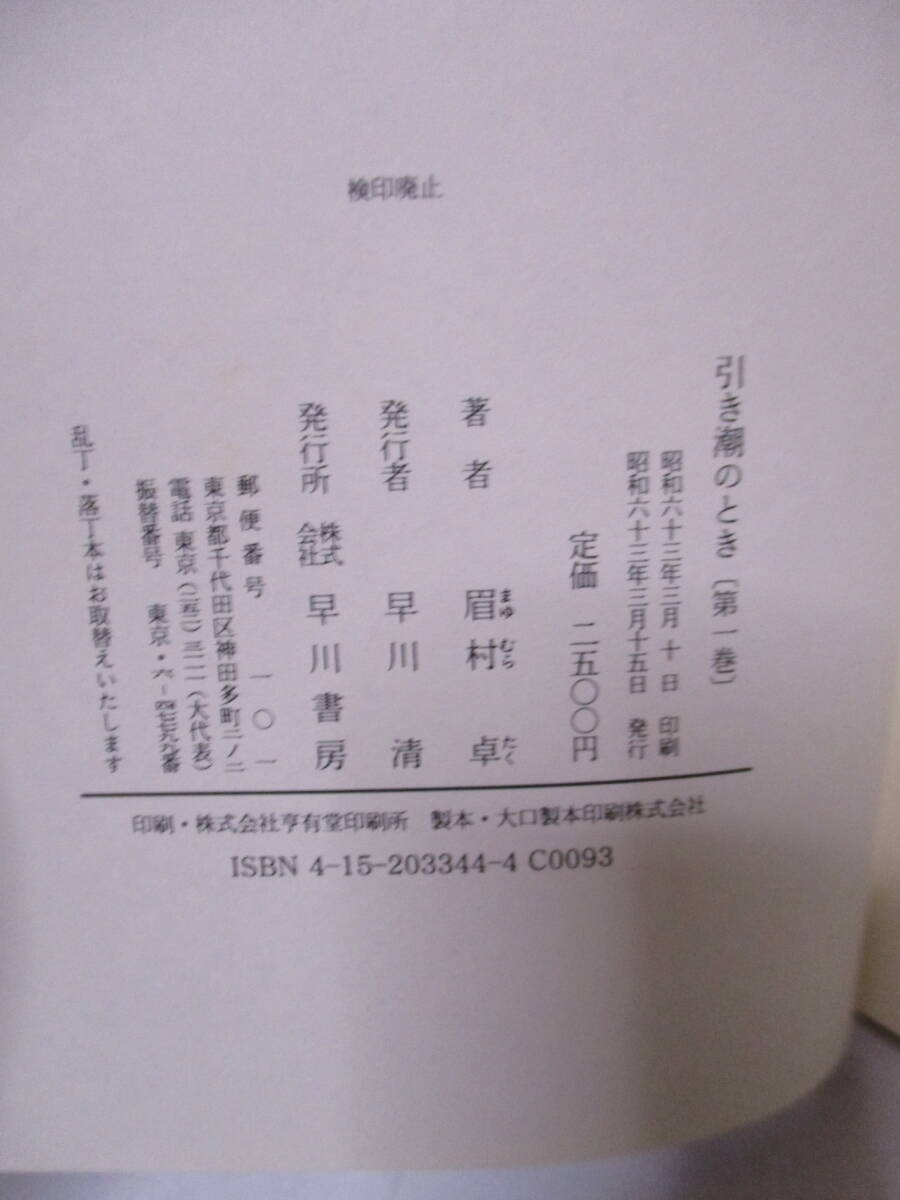 検印廃止
引き潮のとき〔第一巻〕
昭和六十三年三月 十 日 印刷
昭和六十三年三月十五日 発行
定価 二五〇〇円
著者 眉村 卓
まゆ むら たく
発行者 早川 清
発行所 株式会社 早川書房
郵便番号 一〇一
東京都千代田区神田多町二ノ二
電話 東京(二五二)三一一一(大代表)
振替番号 東京・六-四七七九九番
乱丁・落丁本はお取替えいたします
印刷・株式会社亨有堂印刷所 製本・大口製本印刷株式会社
ISBN 4-15-203344-4 C0093